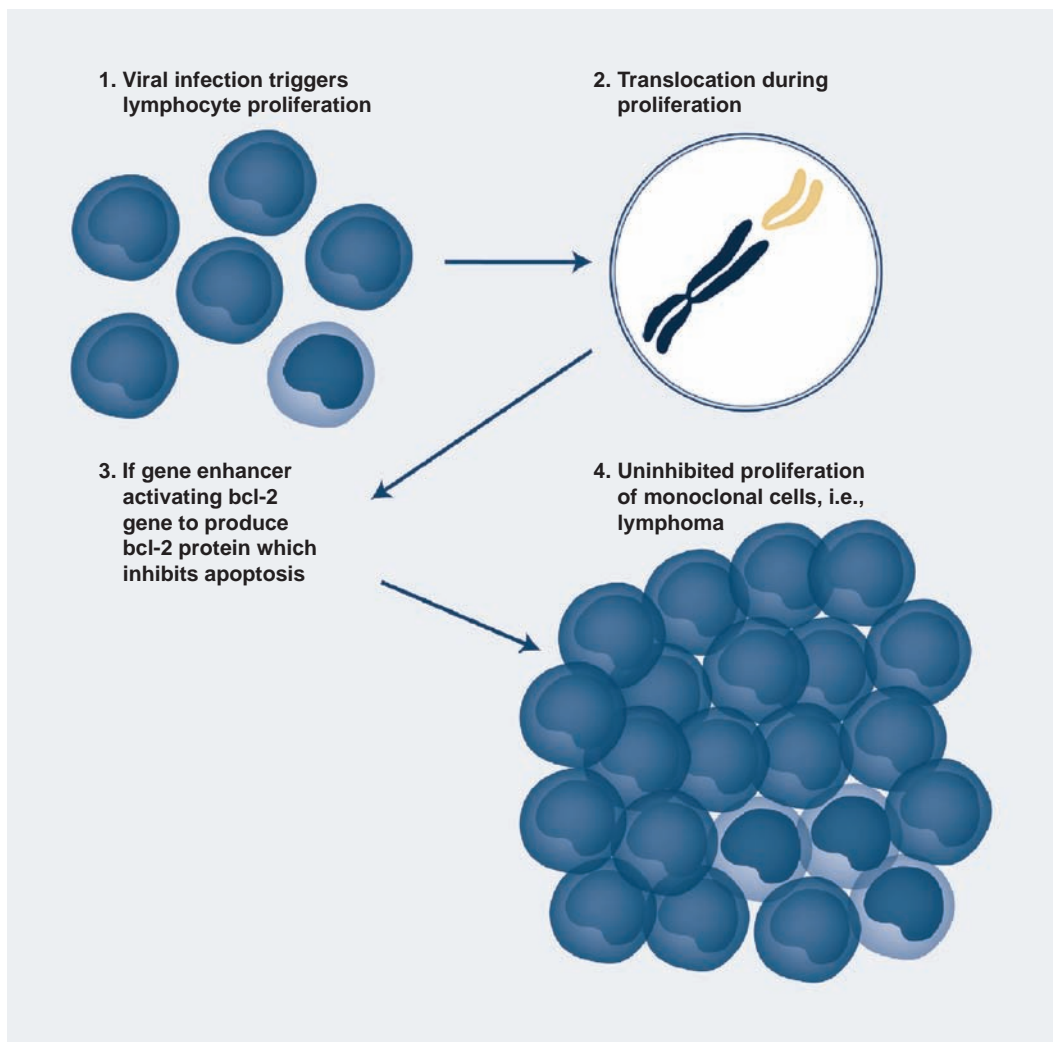 1. Viral infection triggers
lymphocyte proliferation
2. Translocation during
proliferation
3. If gene enhancer
activating bcl-2
gene to produce
bcl-2 protein which
inhibits apoptosis
4. Uninhibited proliferation
of monoclonal cells, i.e.,
lymphoma